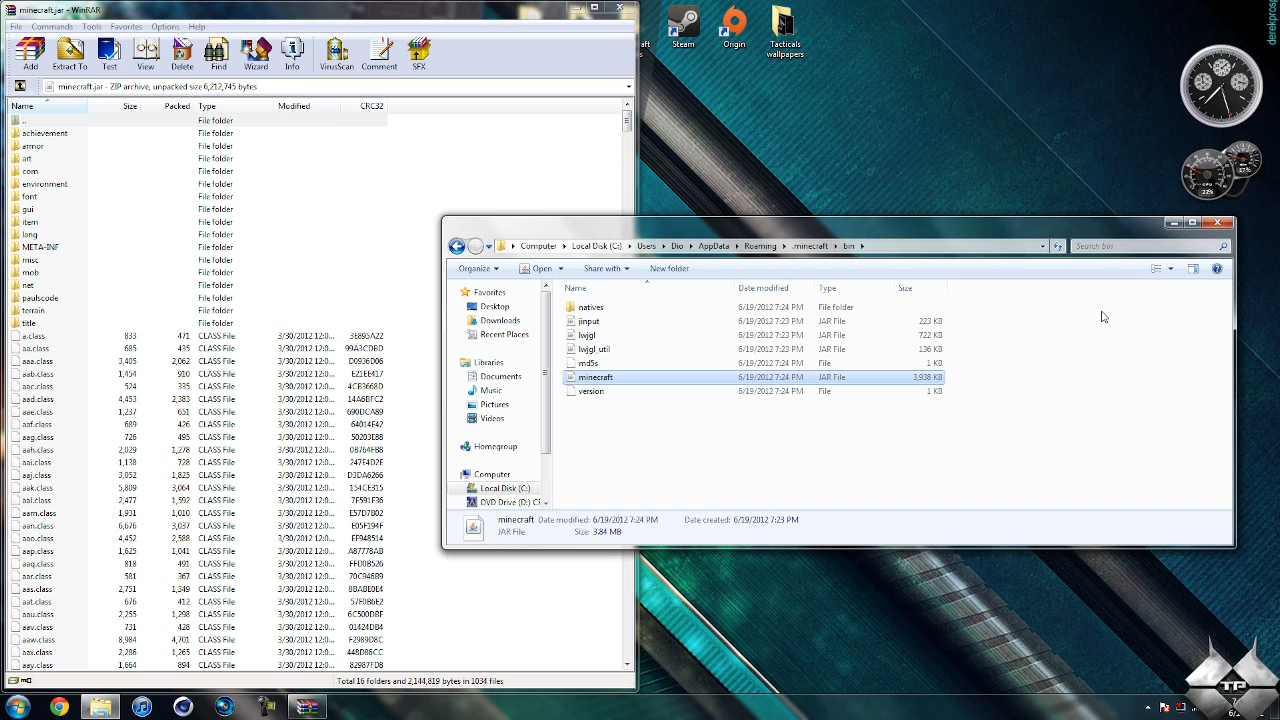 minecraft.jar - WinRAR
File Commands Tools Favorites Options Help
Add Extract To Test View Delete Find Wizard Info VirusScan Comment SFX
minecraft.jar - ZIP archive, unpacked size 6,212,745 bytes
Name Size Packed Type Modified CRC32
.. File folder
achievement File folder
armor File folder
art File folder
com File folder
environment File folder
font File folder
gui File folder
item File folder
lang File folder
META-INF File folder
misc File folder
mob File folder
net File folder
paulscode File folder
terrain File folder
title File folder
a.class 833 471 CLASS File 3/30/2012 12:0... 3E895A22
aa.class 685 435 CLASS File 3/30/2012 12:0... 99A3CDBF
aaa.class 3,405 2,062 CLASS File 3/30/2012 12:0... D0936D06
aab.class 1,454 910 CLASS File 3/30/2012 12:0... E21EE417
aac.class 524 335 CLASS File 3/30/2012 12:0... 4CB3668D
aad.class 4,453 2,383 CLASS File 3/30/2012 12:0... 14A6BFC2
aae.class 1,237 651 CLASS File 3/30/2012 12:0... 690DCA89
aaf.class 689 426 CLASS File 3/30/2012 12:0... 64014F42
aag.class 726 495 CLASS File 3/30/2012 12:0... 50203E88
aah.class 2,029 1,278 CLASS File 3/30/2012 12:0... 0B764FB8
aai.class 1,138 728 CLASS File 3/30/2012 12:0... 247F4D2E
aaj.class 3,052 1,825 CLASS File 3/30/2012 12:0... D3DA6266
aak.class 5,809 3,064 CLASS File 3/30/2012 12:0... 154CE315
aal.class 2,477 1,592 CLASS File 3/30/2012 12:0... 7F591F36
aam.class 1,931 1,010 CLASS File 3/30/2012 12:0... E57D7B02
aan.class 6,676 3,037 CLASS File 3/30/2012 12:0... E05F194F
aao.class 4,452 2,588 CLASS File 3/30/2012 12:0... EF948514
aap.class 1,625 1,041 CLASS File 3/30/2012 12:0... A8777BAB
aaq.class 818 491 CLASS File 3/30/2012 12:0... FFD0B526
aar.class 581 367 CLASS File 3/30/2012 12:0... 70C946B9
aas.class 2,751 1,349 CLASS File 3/30/2012 12:0... 8BABE0E4
aat.class 676 412 CLASS File 3/30/2012 12:0... 57F0B6E2
aau.class 2,255 1,298 CLASS File 3/30/2012 12:0... 6C500DBF
aav.class 731 428 CLASS File 3/30/2012 12:0... 01424DB4
aaw.class 8,984 4,701 CLASS File 3/30/2012 12:0... F2989D8C
aax.class 2,286 1,365 CLASS File 3/30/2012 12:0... 448D86CC
aay.class 1,664 894 CLASS File 3/30/2012 12:0... 82987FD8
Total 16 folders and 2,144,819 bytes in 1034 files
Steam
Origin
Tacticals wallpapers
Computer Local Disk (C:) Users Dio AppData Roaming .minecraft bin
Search bin
Organize Open Share with New folder
Name Date modified Type Size
natives 6/19/2012 7:24 PM File folder
jinput 6/19/2012 7:23 PM JAR File 223 KB
lwjgl 6/19/2012 7:23 PM JAR File 722 KB
lwjgl_util 6/19/2012 7:23 PM JAR File 136 KB
md5s 6/19/2012 7:24 PM File 1 KB
minecraft 6/19/2012 7:24 PM JAR File 3,938 KB
version 6/19/2012 7:24 PM File 1 KB
Favorites
Desktop
Downloads
Recent Places
Libraries
Documents
Music
Pictures
Videos
Homegroup
Computer
Local Disk (C:)
DVD Drive (D:)
minecraft Date modified: 6/19/2012 7:24 PM Date created: 6/19/2012 7:23 PM
JAR File Size: 3.84 MB